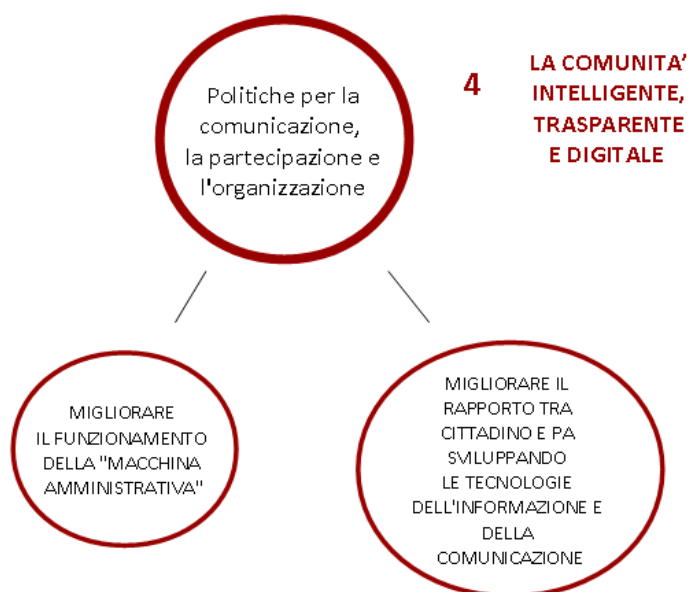 Politiche per la
comunicazione,
la partecipazione e
l'organizzazione
4
LA COMUNITA'
INTELLIGENTE,
TRASPARENTE
E DIGITALE
MIGLIORARE
IL FUNZIONAMENTO
DELLA "MACCHINA
AMMINISTRATIVA"
MIGLIORARE IL
RAPPORTO TRA
CITTADINO E PA
SVILUPPANDO
LE TECNOLOGIE
DELL'INFORMAZIONE E
DELLA
COMUNICAZIONE